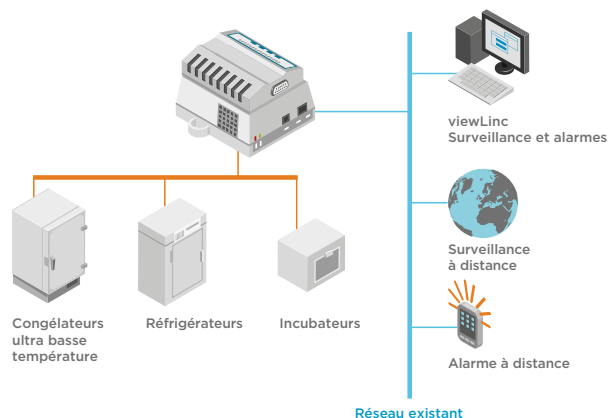 viewLinc
Surveillance et alarmes
Surveillance
à distance
Congélateurs
ultra basse
température
Réfrigérateurs
Incubateurs
Alarme à distance
Réseau existant